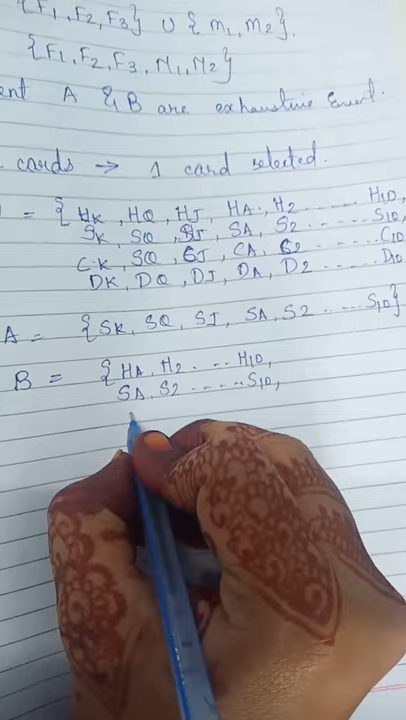 {F1, F2, F3} ∪ {M1, M2}.
{F1, F2, F3, M1, M2}
ent A & B are exhaustive Event.
cards → 1 card selected.
= {HK, HQ, HJ, HA, H2 ...... H10,
SK, SQ, SJ, SA, S2 ...... S10,
CK, SQ, CJ, CA, C2 ...... C10
DK, DQ, DJ, DA, D2 ...... D10
A = {SK, SQ, SJ, SA, S2 ..... S10}
B = {HA, H2 ... H10,
SA, S2 ..... S10,